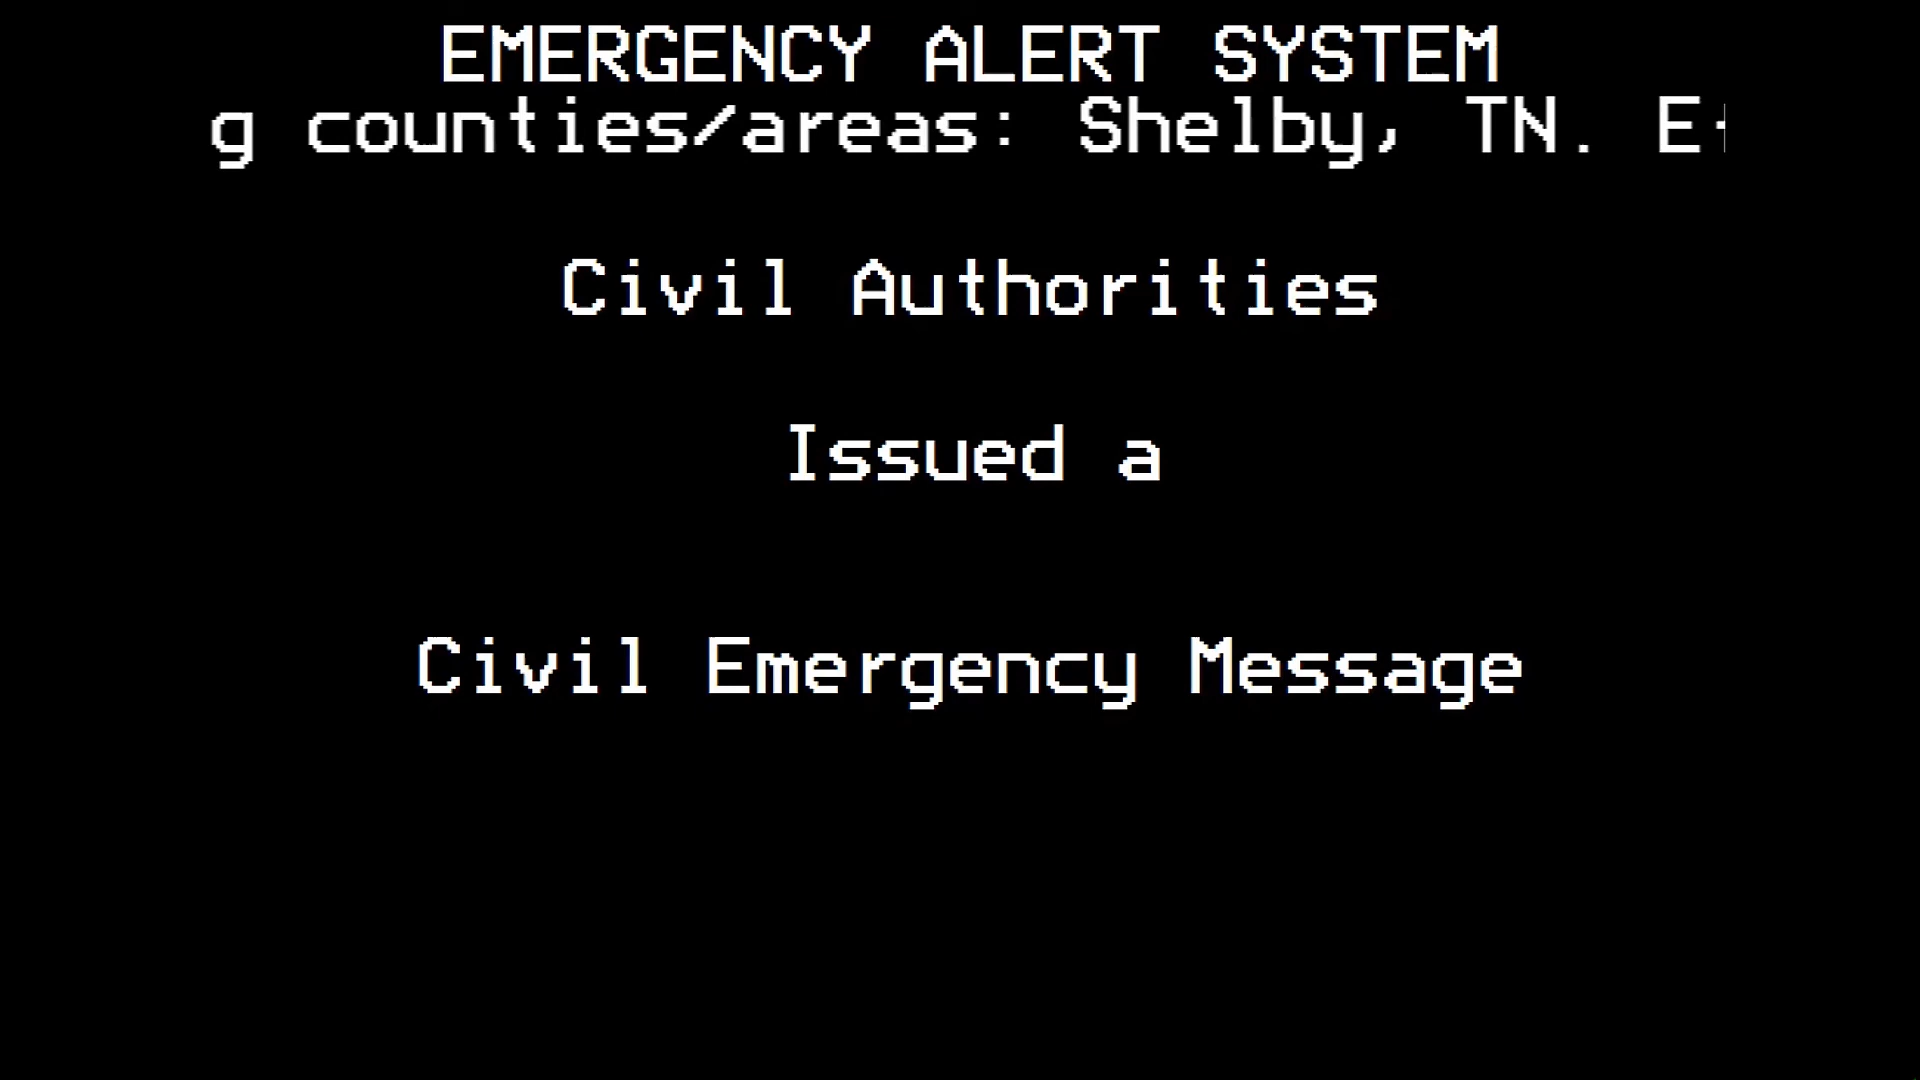 EMERGENCY ALERT SYSTEM
g counties/areas: Shelby, TN. E
Civil Authorities
Issued a
Civil Emergency Message